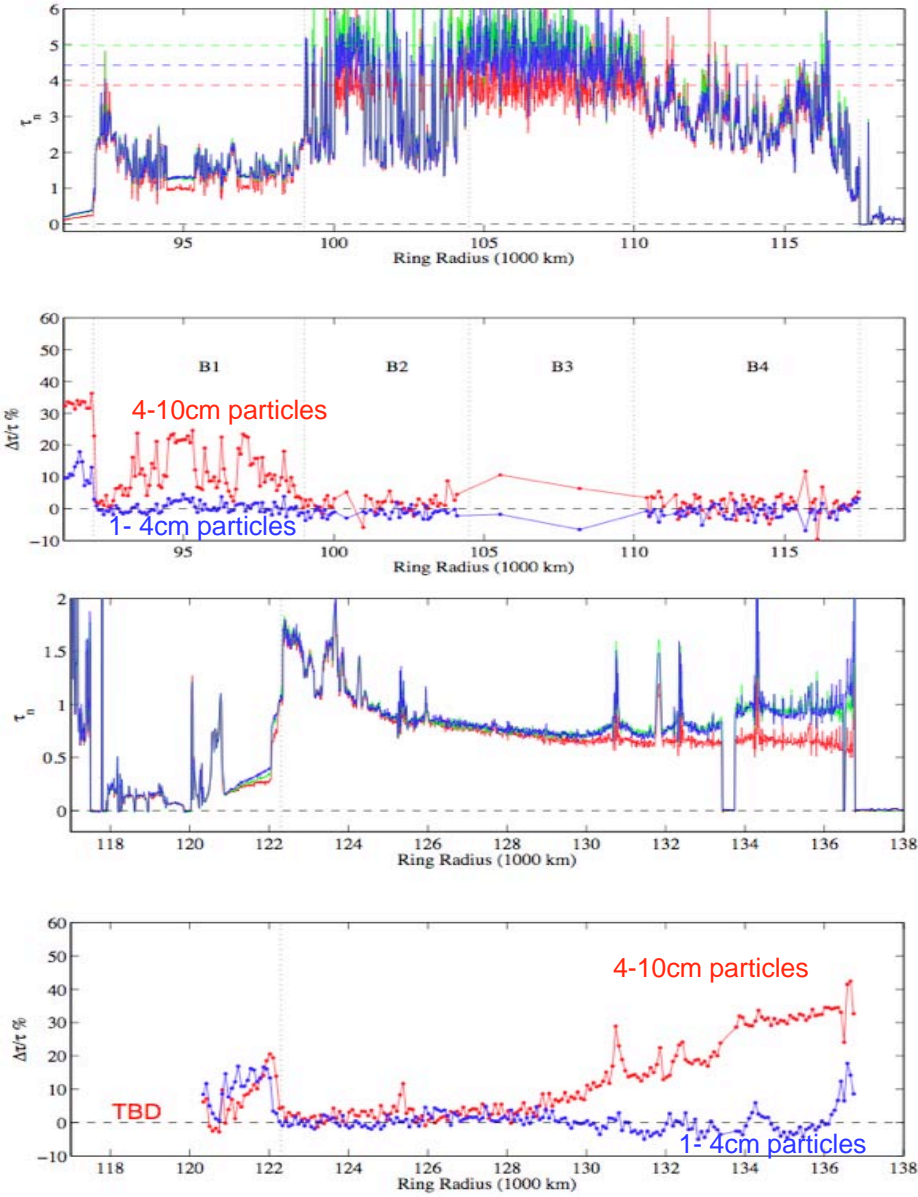 6
5
4
3
2
1
0
τn
95 100 105 110 115
Ring Radius (1000 km)
60
50
40
30
20
10
0
−10
Δτ/τ %
B1 B2 B3 B4
4-10cm particles
1- 4cm particles
95 100 105 110 115
Ring Radius (1000 km)
2
1.5
1
0.5
0
τn
118 120 122 124 126 128 130 132 134 136 138
Ring Radius (1000 km)
60
50
40
30
20
10
0
−10
Δτ/τ %
4-10cm particles
TBD
1- 4cm particles
118 120 122 124 126 128 130 132 134 136 138
Ring Radius (1000 km)